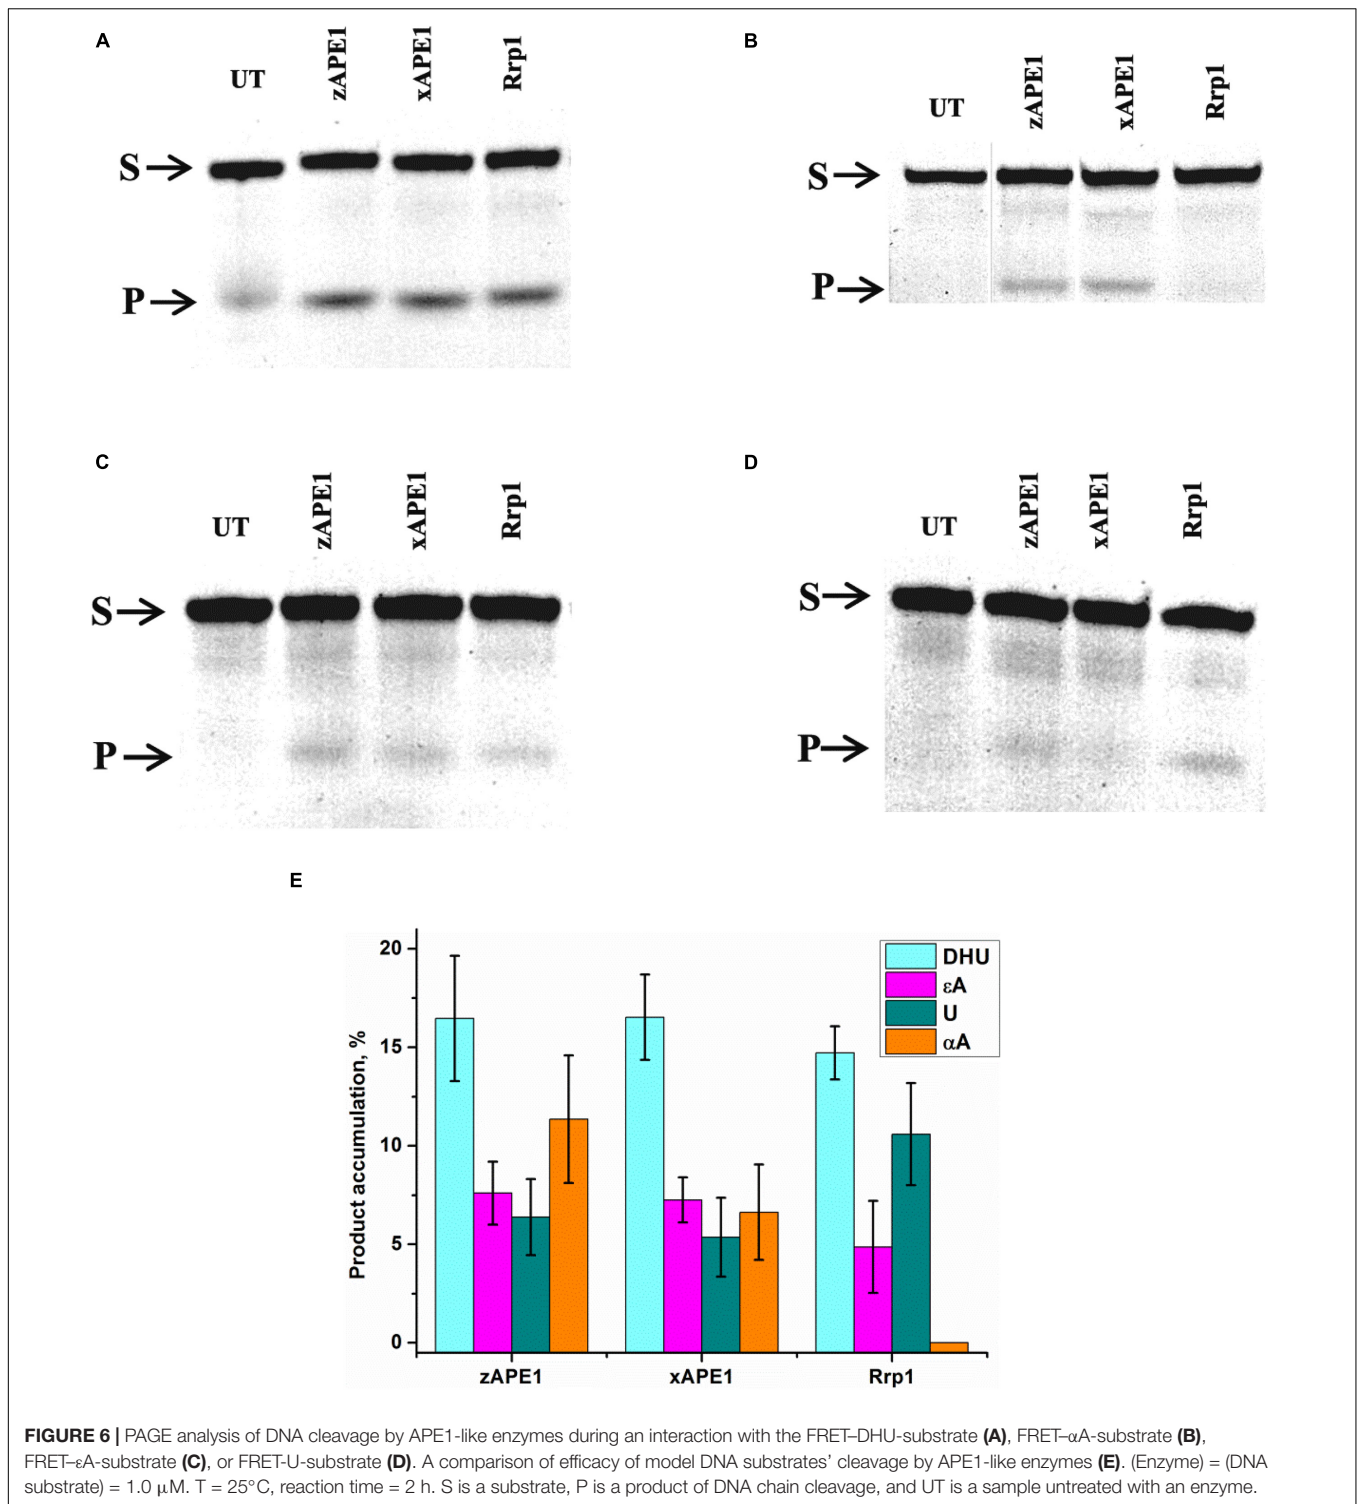 A
UT
zAPE1
xAPE1
Rrp1
S
P
B
UT
zAPE1
xAPE1
Rrp1
S
P
C
UT
zAPE1
xAPE1
Rrp1
S
P
D
UT
zAPE1
xAPE1
Rrp1
S
P
E
20
15
10
5
0
Product accumulation, %
DHU
εA
U
αA
zAPE1
xAPE1
Rrp1
FIGURE 6 | PAGE analysis of DNA cleavage by APE1-like enzymes during an interaction with the FRET–DHU-substrate (A), FRET–αA-substrate (B),
FRET–εA-substrate (C), or FRET-U-substrate (D). A comparison of efficacy of model DNA substrates' cleavage by APE1-like enzymes (E). (Enzyme) = (DNA
substrate) = 1.0 μM. T = 25°C, reaction time = 2 h. S is a substrate, P is a product of DNA chain cleavage, and UT is a sample untreated with an enzyme.